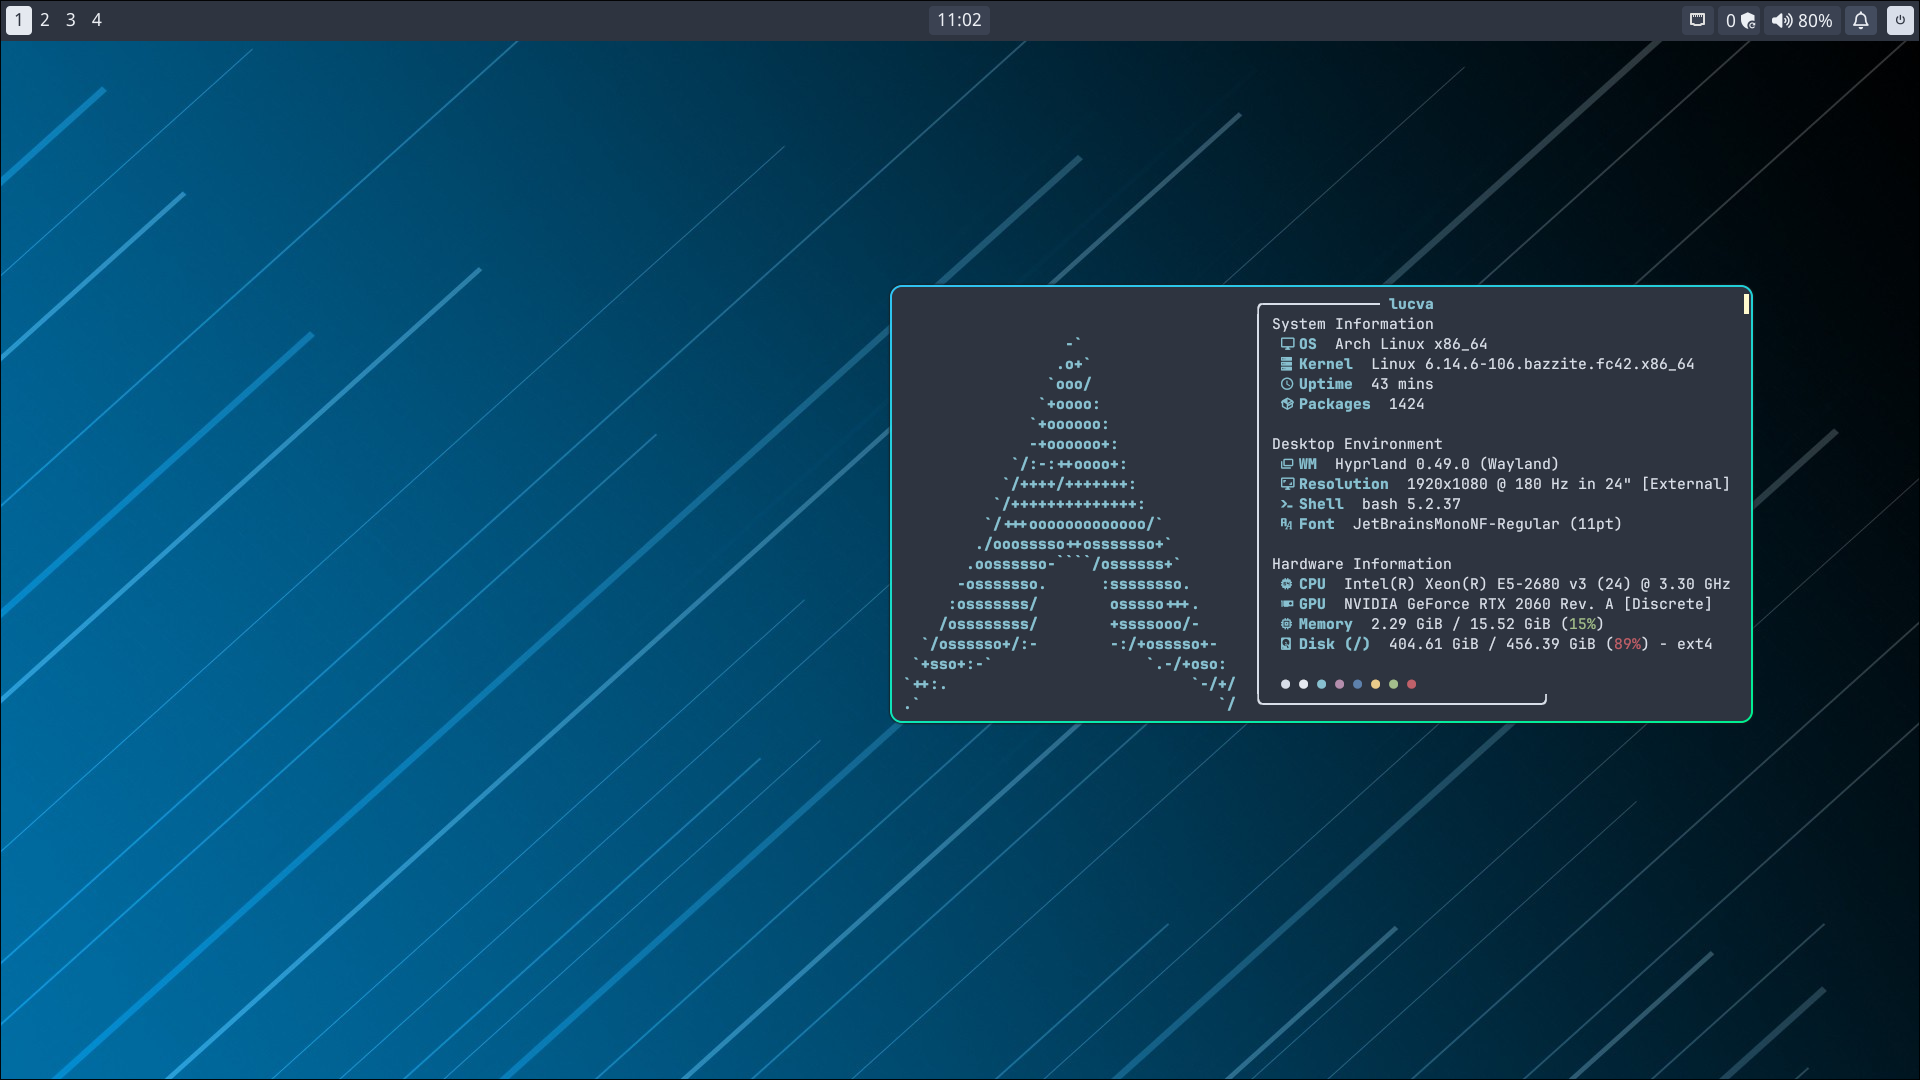 1 2 3 4
11:02
0 80%
lucva
System Information
OS Arch Linux x86_64
Kernel Linux 6.14.6-106.bazzite.fc42.x86_64
Uptime 43 mins
Packages 1424
Desktop Environment
WM Hyprland 0.49.0 (Wayland)
Resolution 1920x1080 @ 180 Hz in 24" [External]
Shell bash 5.2.37
Font JetBrainsMonoNF-Regular (11pt)
Hardware Information
CPU Intel(R) Xeon(R) E5-2680 v3 (24) @ 3.30 GHz
GPU NVIDIA GeForce RTX 2060 Rev. A [Discrete]
Memory 2.29 GiB / 15.52 GiB (15%)
Disk (/) 404.61 GiB / 456.39 GiB (89%) - ext4